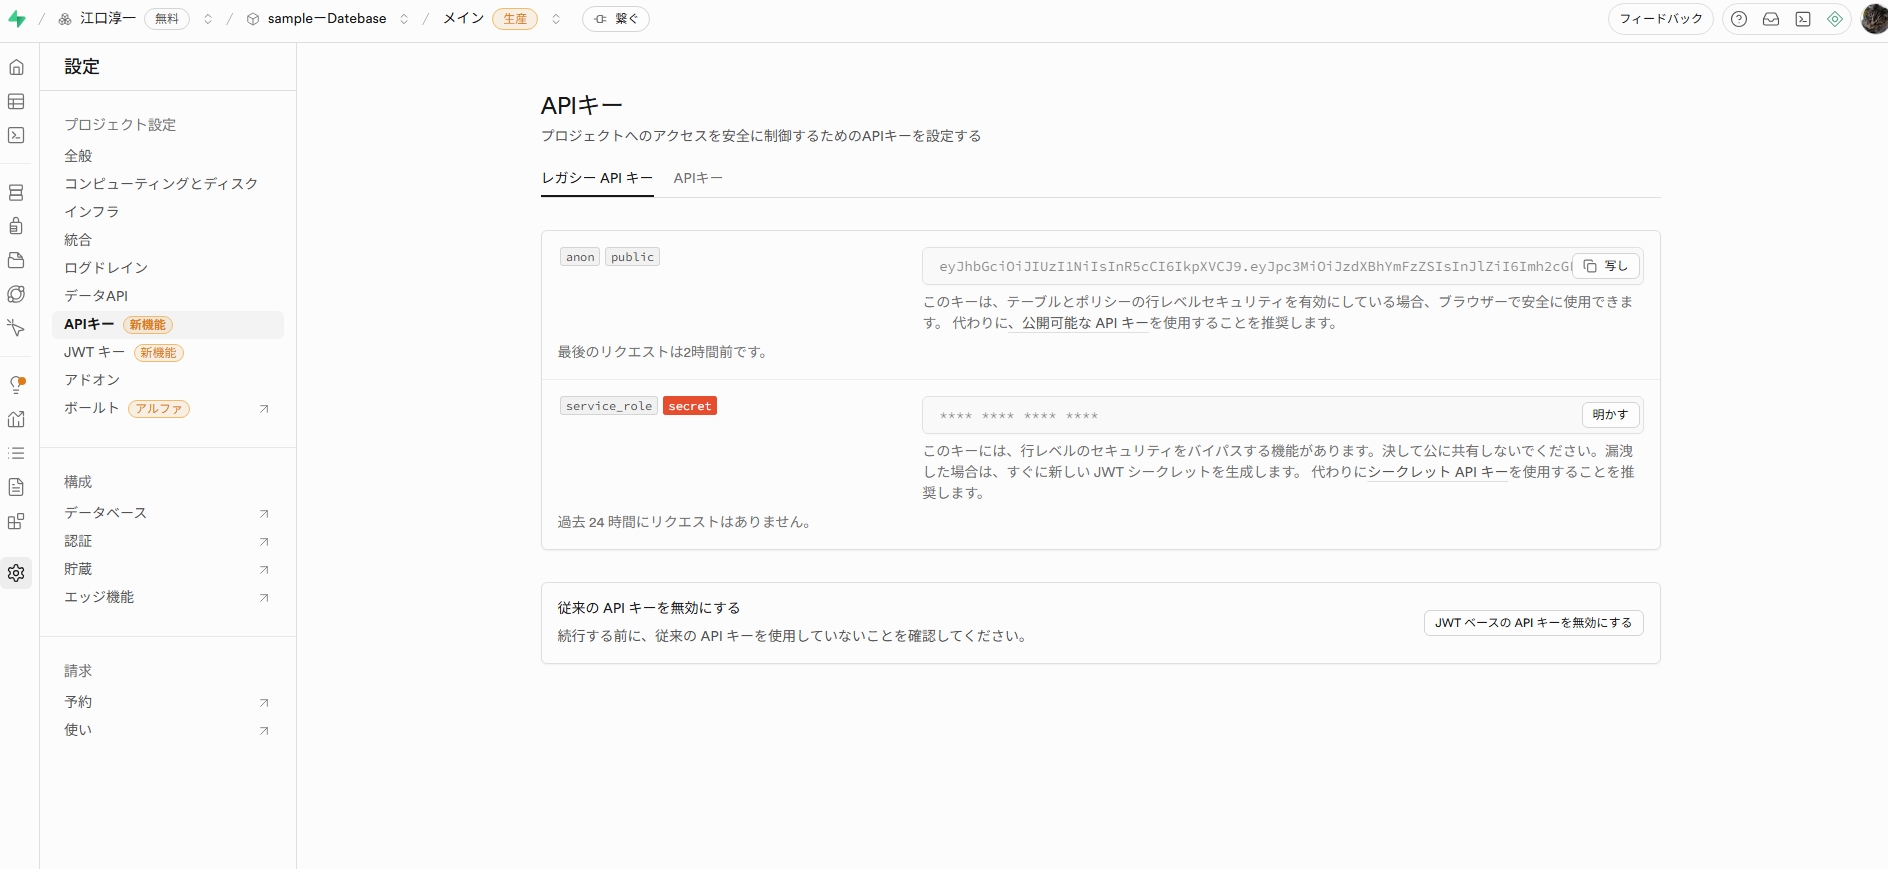 / 江口淳一 無料 / sampleーDatebase / メイン 生産 繋ぐ フィードバック
設定
プロジェクト設定
全般
コンピューティングとディスク
インフラ
統合
ログドレイン
データAPI
APIキー 新機能
JWT キー 新機能
アドオン
ボールト アルファ
構成
データベース
認証
貯蔵
エッジ機能
請求
予約
使い
APIキー
プロジェクトへのアクセスを安全に制御するためのAPIキーを設定する
レガシー API キー APIキー
anon public
eyJhbGciOiJIUzI1NiIsInR5cCI6IkpXVCJ9.eyJpc3MiOiJzdXBhYmFzZSIsInJlZiI6Imh2cG 写し
このキーは、テーブルとポリシーの行レベルセキュリティを有効にしている場合、ブラウザーで安全に使用できま
す。 代わりに、公開可能な API キーを使用することを推奨します。
最後のリクエストは2時間前です。
service_role secret
**** **** **** **** 明かす
このキーには、行レベルのセキュリティをバイパスする機能があります。決して公に共有しないでください。漏洩
した場合は、すぐに新しい JWT シークレットを生成します。 代わりにシークレット API キーを使用することを推
奨します。
過去 24 時間にリクエストはありません。
従来の API キーを無効にする
続行する前に、従来の API キーを使用していないことを確認してください。
JWT ベースの API キーを無効にする